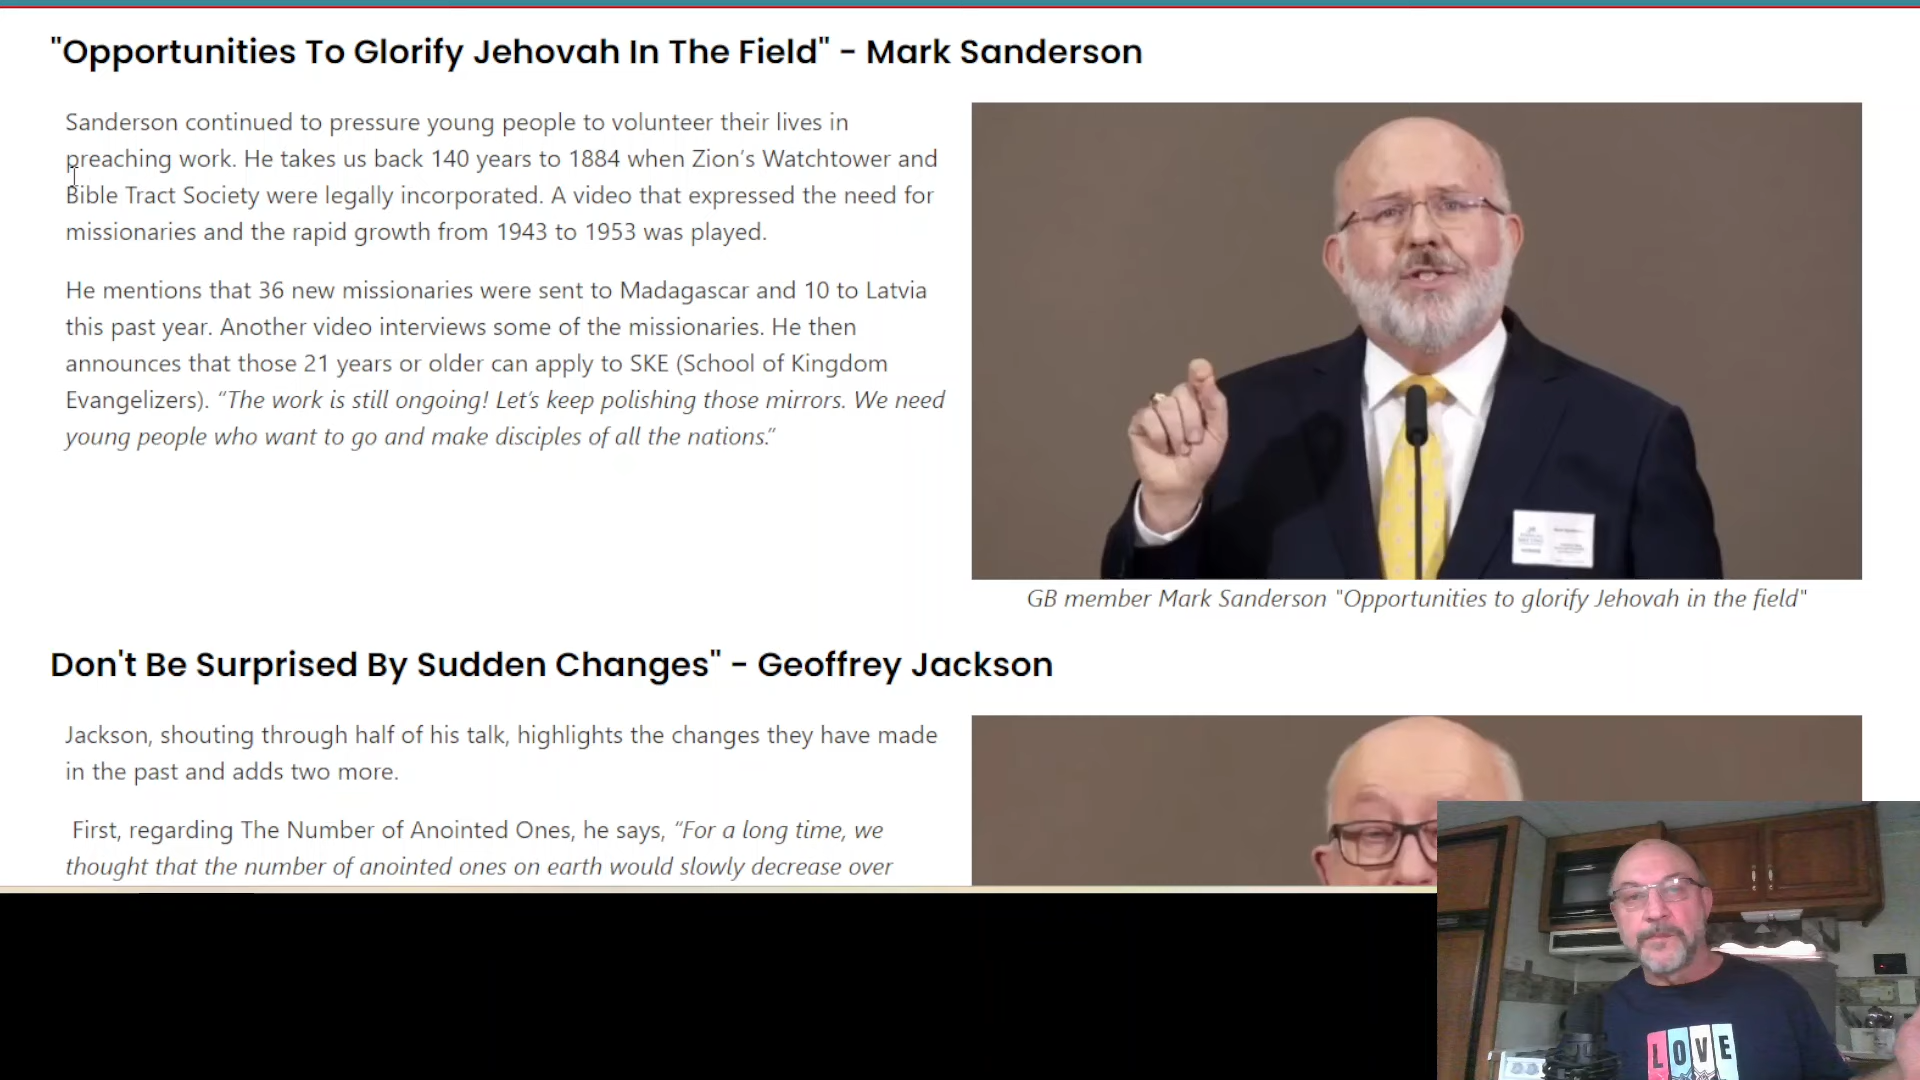 "Opportunities To Glorify Jehovah In The Field" - Mark Sanderson
Sanderson continued to pressure young people to volunteer their lives in
preaching work. He takes us back 140 years to 1884 when Zion’s Watchtower and
Bible Tract Society were legally incorporated. A video that expressed the need for
missionaries and the rapid growth from 1943 to 1953 was played.
He mentions that 36 new missionaries were sent to Madagascar and 10 to Latvia
this past year. Another video interviews some of the missionaries. He then
announces that those 21 years or older can apply to SKE (School of Kingdom
Evangelizers). “The work is still ongoing! Let’s keep polishing those mirrors. We need
young people who want to go and make disciples of all the nations.”
GB member Mark Sanderson "Opportunities to glorify Jehovah in the field"
Don't Be Surprised By Sudden Changes" - Geoffrey Jackson
Jackson, shouting through half of his talk, highlights the changes they have made
in the past and adds two more.
First, regarding The Number of Anointed Ones, he says, “For a long time, we
thought that the number of anointed ones on earth would slowly decrease over
LOVE